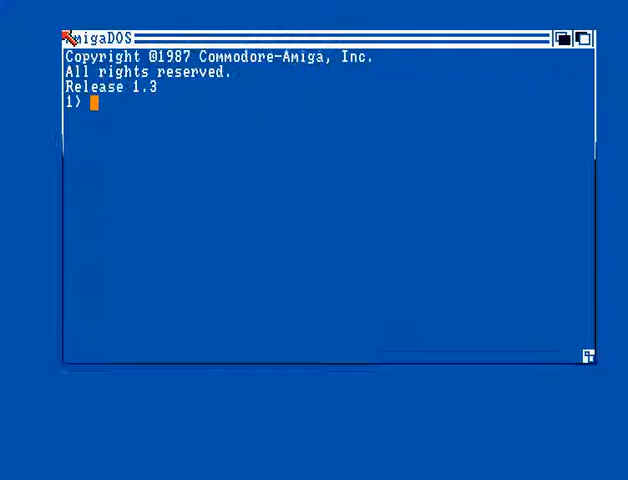 AmigaDOS
Copyright ©1987 Commodore-Amiga, Inc.
All rights reserved.
Release 1.3
1>